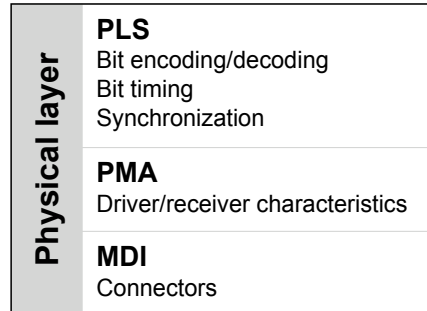 Physical layer
PLS
Bit encoding/decoding
Bit timing
Synchronization
PMA
Driver/receiver characteristics
MDI
Connectors